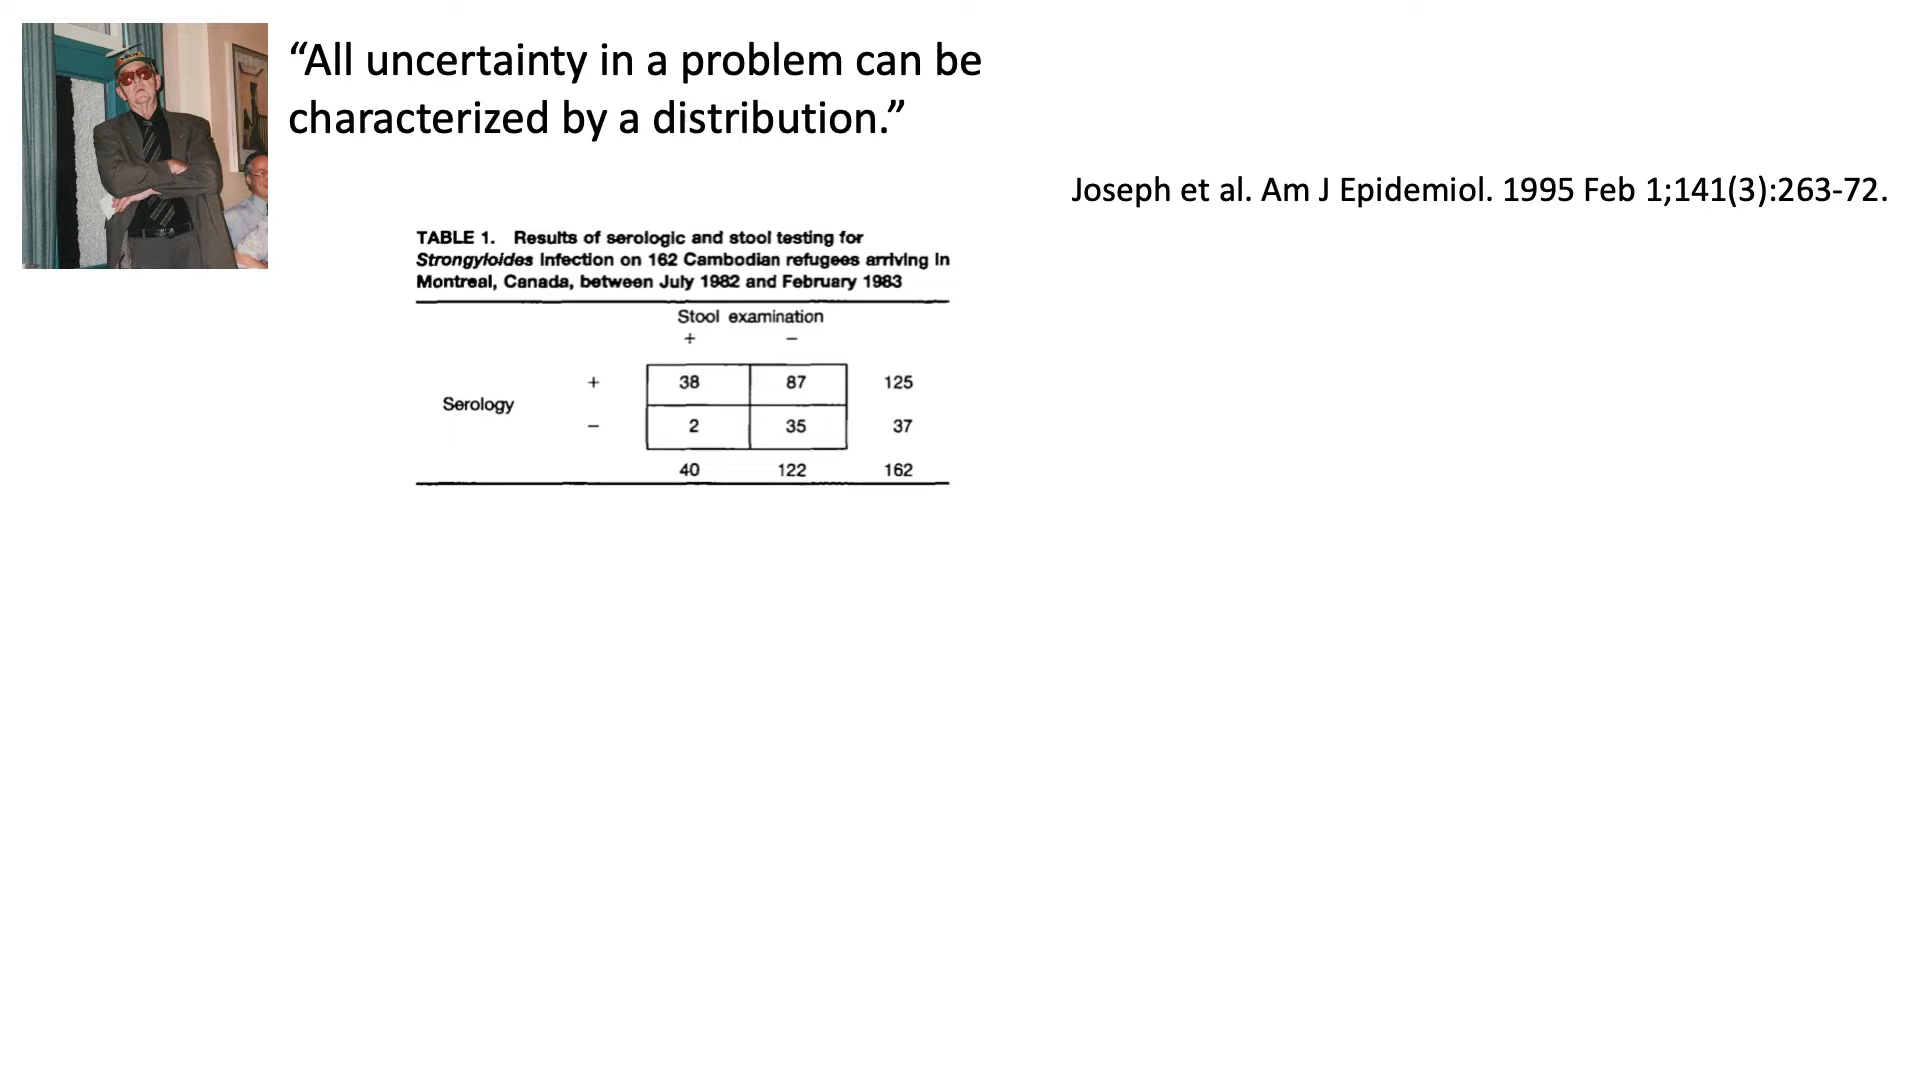 “All uncertainty in a problem can be
characterized by a distribution.”
Joseph et al. Am J Epidemiol. 1995 Feb 1;141(3):263-72.
TABLE 1. Results of serologic and stool testing for
Strongyloides infection on 162 Cambodian refugees arriving in
Montreal, Canada, between July 1982 and February 1983
Stool examination
+ −
+ 38 87 125
Serology
− 2 35 37
40 122 162